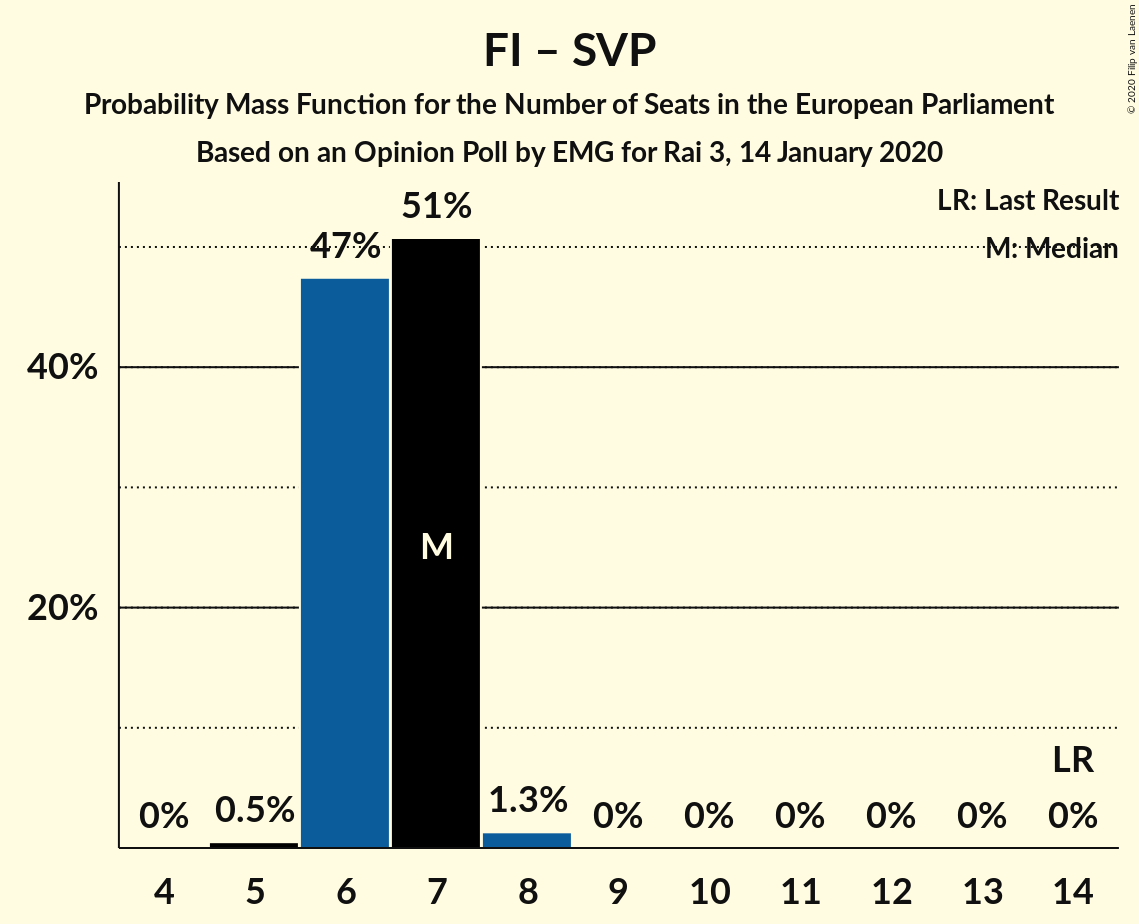 FI – SVP
Probability Mass Function for the Number of Seats in the European Parliament
Based on an Opinion Poll by EMG for Rai 3, 14 January 2020
© 2020 Filip van Laenen
LR: Last Result
M: Median
51%
47%
40%
M
20%
LR
0% 0.5% 1.3% 0% 0% 0% 0% 0% 0%
4 5 6 7 8 9 10 11 12 13 14